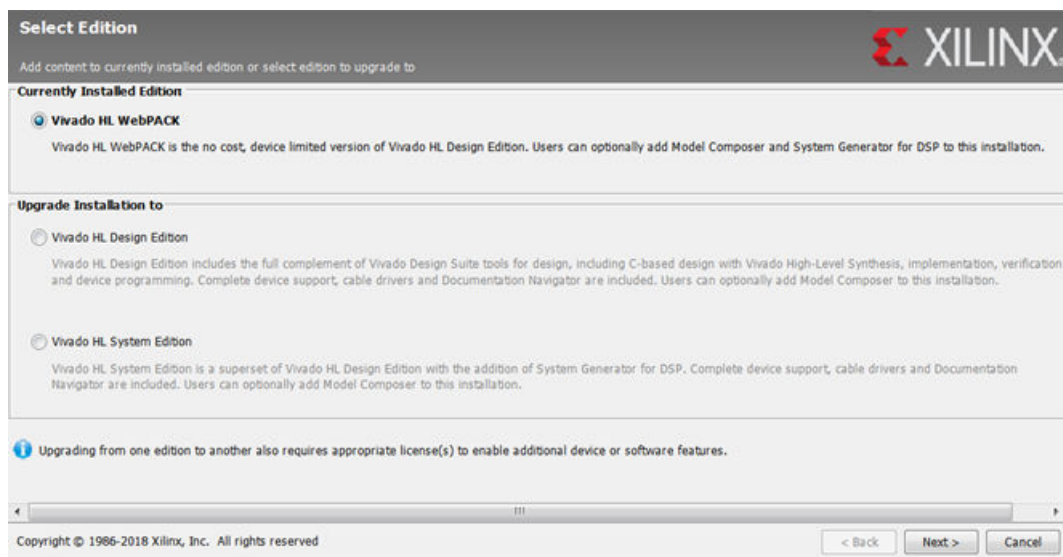 Select Edition
Add content to currently installed edition or select edition to upgrade to
XILINX
Currently Installed Edition
Vivado HL WebPACK
Vivado HL WebPACK is the no cost, device limited version of Vivado HL Design Edition. Users can optionally add Model Composer and System Generator for DSP to this installation.
Upgrade Installation to
Vivado HL Design Edition
Vivado HL Design Edition includes the full complement of Vivado Design Suite tools for design, including C-based design with Vivado High-Level Synthesis, implementation, verification
and device programming. Complete device support, cable drivers and Documentation Navigator are included. Users can optionally add Model Composer to this installation.
Vivado HL System Edition
Vivado HL System Edition is a superset of Vivado HL Design Edition with the addition of System Generator for DSP. Complete device support, cable drivers and Documentation
Navigator are included. Users can optionally add Model Composer to this installation.
Upgrading from one edition to another also requires appropriate license(s) to enable additional device or software features.
Copyright © 1986-2018 Xilinx, Inc. All rights reserved
< Back Next > Cancel